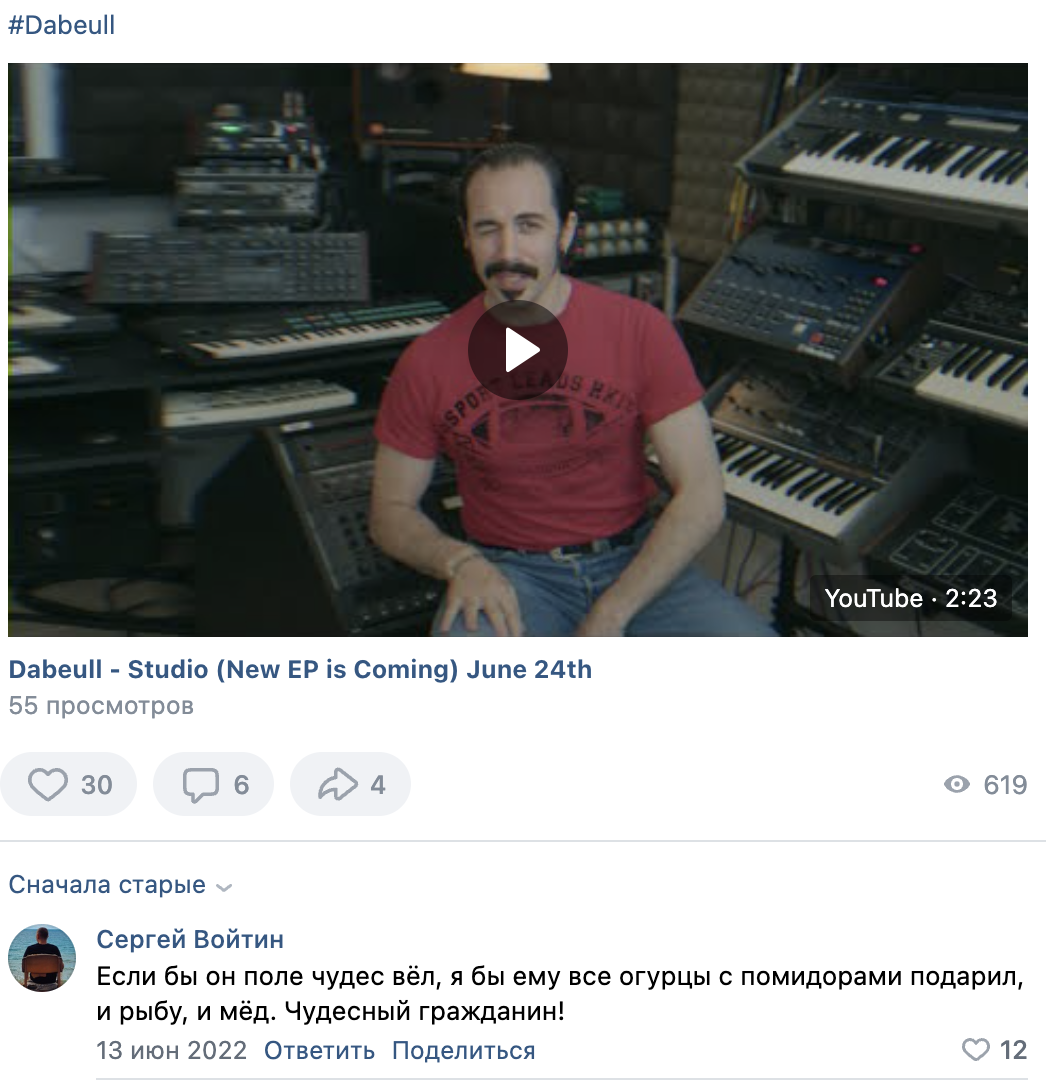 #Dabeull
SPORT LEADS
YouTube · 2:23
Dabeull - Studio (New EP is Coming) June 24th
55 просмотров
30
6
4
619
Сначала старые
Сергей Войтин
Если бы он поле чудес вёл, я бы ему все огурцы с помидорами подарил,
и рыбу, и мёд. Чудесный гражданин!
13 июн 2022 Ответить Поделиться
12